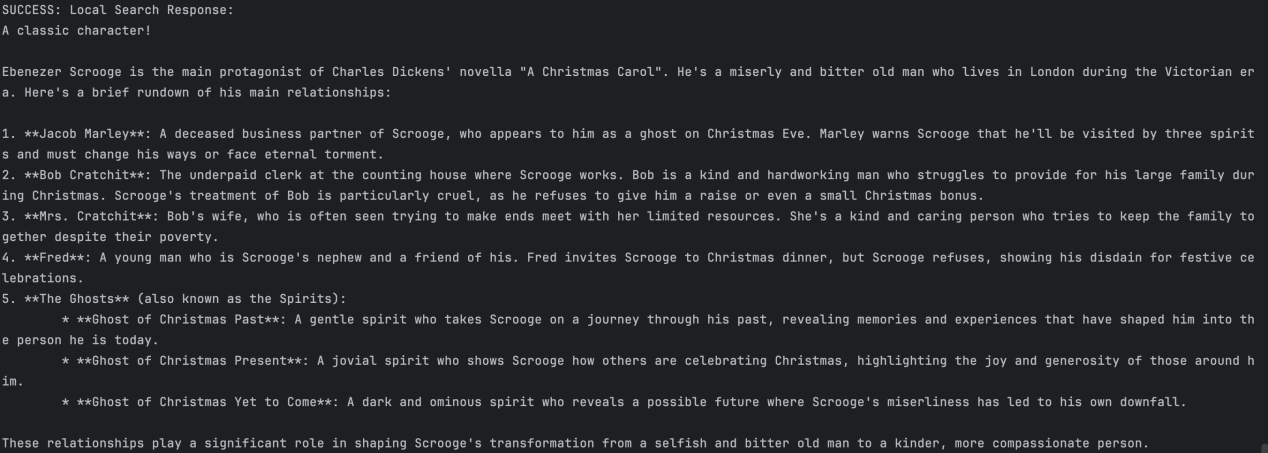 SUCCESS: Local Search Response:
A classic character!
Ebenezer Scrooge is the main protagonist of Charles Dickens' novella "A Christmas Carol". He's a miserly and bitter old man who lives in London during the Victorian er
a. Here's a brief rundown of his main relationships:
1. **Jacob Marley**: A deceased business partner of Scrooge, who appears to him as a ghost on Christmas Eve. Marley warns Scrooge that he'll be visited by three spirit
s and must change his ways or face eternal torment.
2. **Bob Cratchit**: The underpaid clerk at the counting house where Scrooge works. Bob is a kind and hardworking man who struggles to provide for his large family dur
ing Christmas. Scrooge's treatment of Bob is particularly cruel, as he refuses to give him a raise or even a small Christmas bonus.
3. **Mrs. Cratchit**: Bob's wife, who is often seen trying to make ends meet with her limited resources. She's a kind and caring person who tries to keep the family to
gether despite their poverty.
4. **Fred**: A young man who is Scrooge's nephew and a friend of his. Fred invites Scrooge to Christmas dinner, but Scrooge refuses, showing his disdain for festive ce
lebrations.
5. **The Ghosts** (also known as the Spirits):
* **Ghost of Christmas Past**: A gentle spirit who takes Scrooge on a journey through his past, revealing memories and experiences that have shaped him into th
e person he is today.
* **Ghost of Christmas Present**: A jovial spirit who shows Scrooge how others are celebrating Christmas, highlighting the joy and generosity of those around h
im.
* **Ghost of Christmas Yet to Come**: A dark and ominous spirit who reveals a possible future where Scrooge's miserliness has led to his own downfall.
These relationships play a significant role in shaping Scrooge's transformation from a selfish and bitter old man to a kinder, more compassionate person.